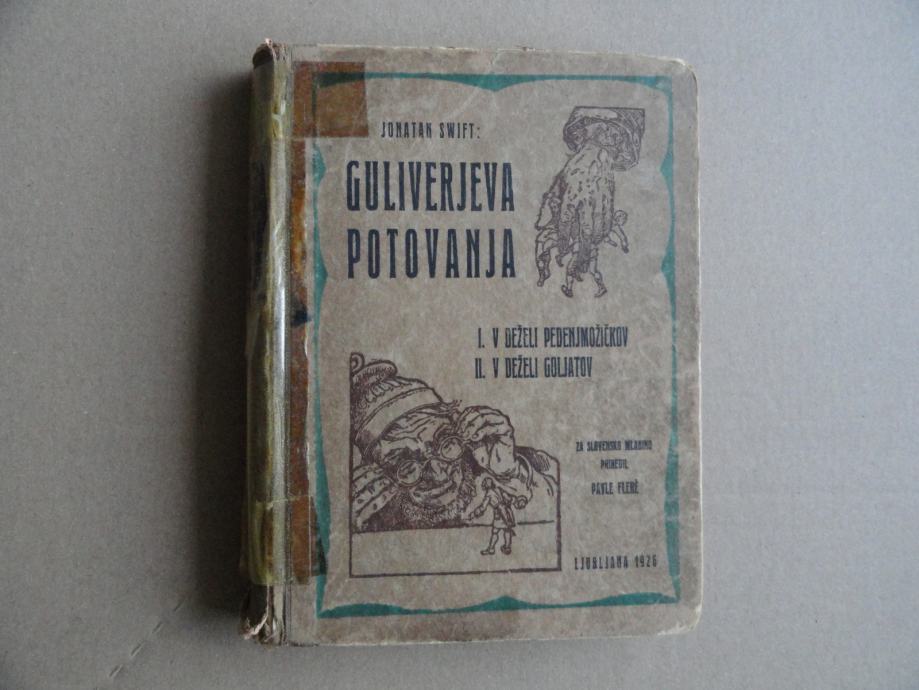 JONATAN SWIFT:
GULIVERJEVA
POTOVANJA
I. V DEŽELI PEDENJMOŽIČKOV
II. V DEŽELI GOLJATOV
ZA SLOVENSKO MLADINO
PRIREDIL
PAVLE FLERÈ
LJUBLJANA 1926